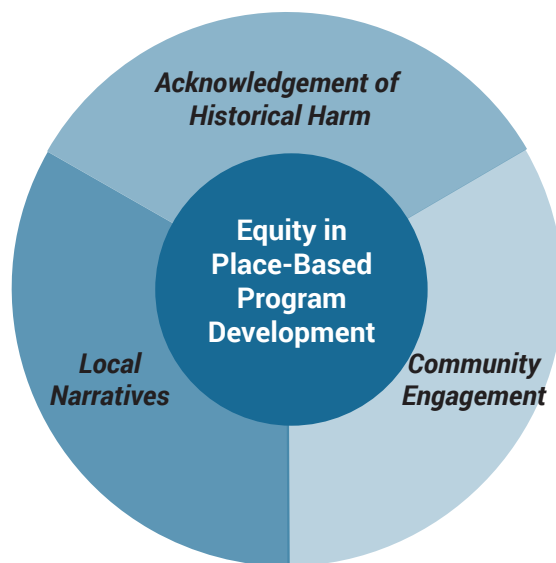 Acknowledgement of
Historical Harm
Equity in
Place-Based
Program
Development
Local
Narratives
Community
Engagement